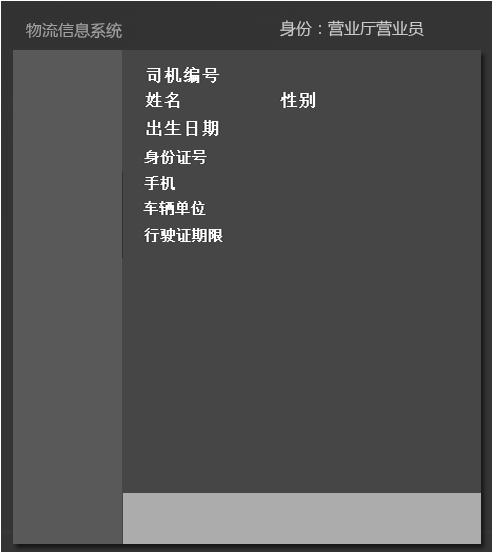 物流信息系统 身份：营业厅营业员
司机编号
姓名 性别
出生日期
身份证号
手机
车辆单位
行驶证期限